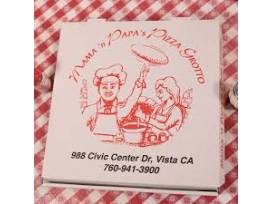 Mama 'n Papa's Pizza Grotto
988 Civic Center Dr, Vista CA
760-941-3900